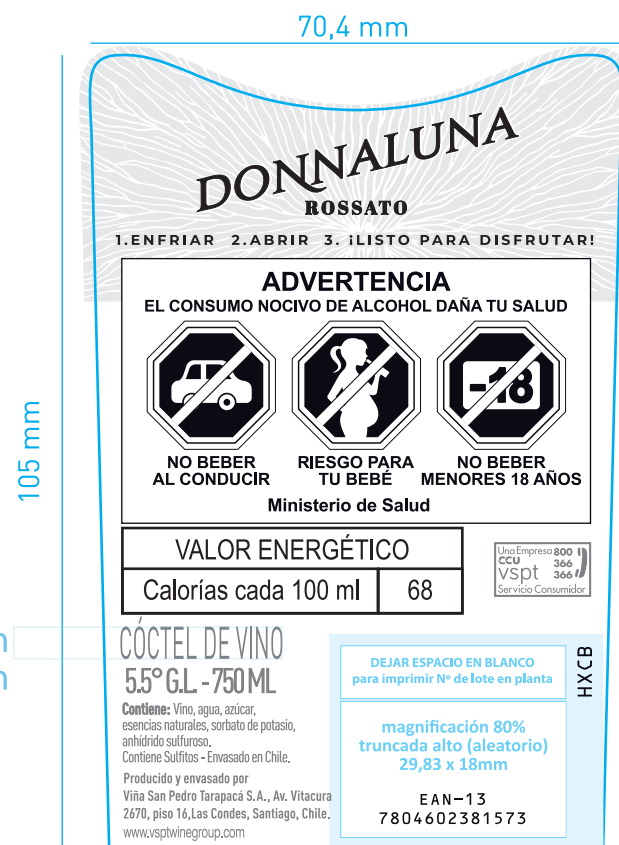 70,4 mm
DONNALUNA
ROSSATO
1.ENFRIAR 2.ABRIR 3. ¡LISTO PARA DISFRUTAR!
ADVERTENCIA
EL CONSUMO NOCIVO DE ALCOHOL DAÑA TU SALUD
-18
NO BEBER
AL CONDUCIR
RIESGO PARA
TU BEBÉ
NO BEBER
MENORES 18 AÑOS
Ministerio de Salud
105 mm
VALOR ENERGÉTICO
Calorías cada 100 ml 68
Una Empresa
CCU
vspt
800
366
366
Servicio Consumidor
CÓCTEL DE VINO
5.5° G.L. - 750 ML
Contiene: Vino, agua, azúcar,
esencias naturales, sorbato de potasio,
anhídrido sulfuroso.
Contiene Sulfitos - Envasado en Chile.
Producido y envasado por
Viña San Pedro Tarapacá S.A., Av. Vitacura
2670, piso 16,Las Condes, Santiago, Chile.
www.vsptwinegroup.com
DEJAR ESPACIO EN BLANCO
para imprimir Nº de lote en planta
HXCB
magnificación 80%
truncada alto (aleatorio)
29,83 x 18mm
EAN-13
7804602381573